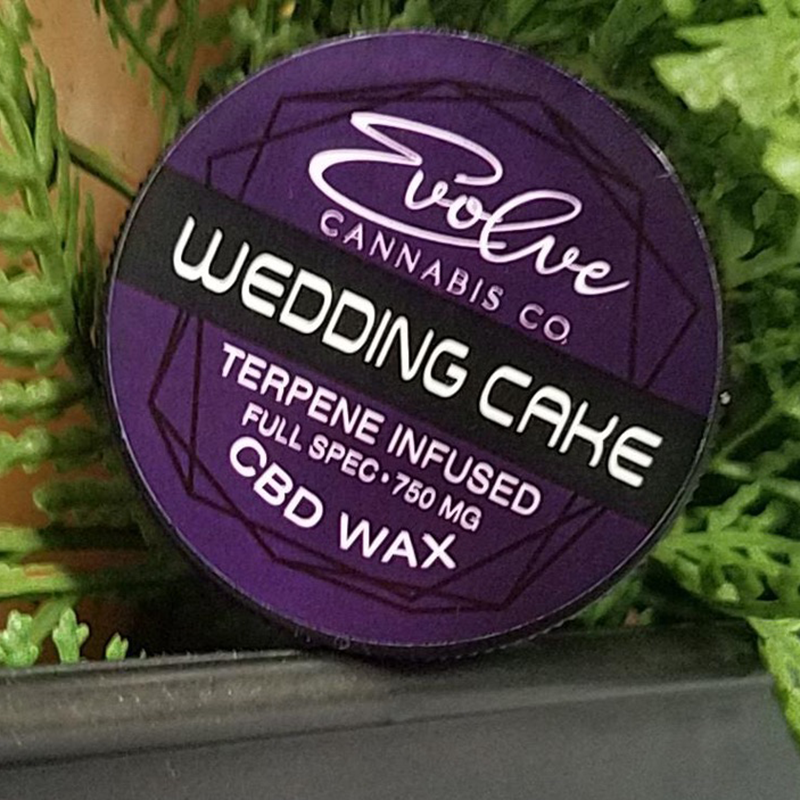 Evolve
CANNABIS CO.
WEDDING CAKE
TERPENE INFUSED
FULL SPEC • 750 MG
CBD WAX